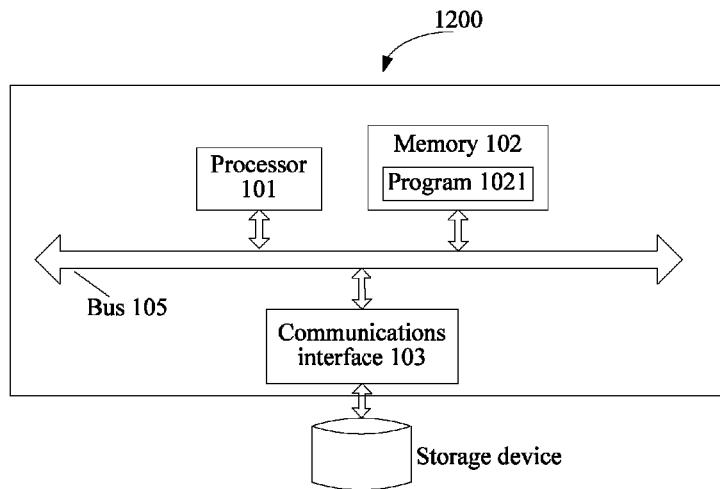 1200
Processor
101
Memory 102
Program 1021
Bus 105
Communications
interface 103
Storage device